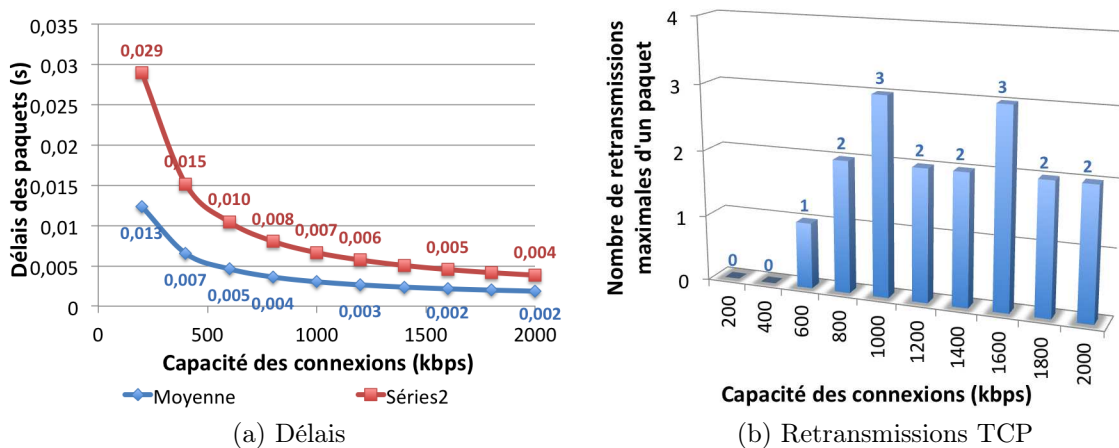 Délais des paquets (s)
0,035
0,03
0,025
0,02
0,015
0,01
0,005
0
0,029
0,015
0,010
0,008
0,007
0,006
0,005
0,004
0,013
0,007
0,005
0,004
0,003
0,002
0,002
0 500 1000 1500 2000
Capacité des connexions (kbps)
Moyenne Séries2
(a) Délais
Nombre de retransmissions
maximales d'un paquet
4
3
2
1
0
0 0 1 2 3 2 2 3 2 2
200 400 600 800 1000 1200 1400 1600 1800 2000
Capacité des connexions (kbps)
(b) Retransmissions TCP